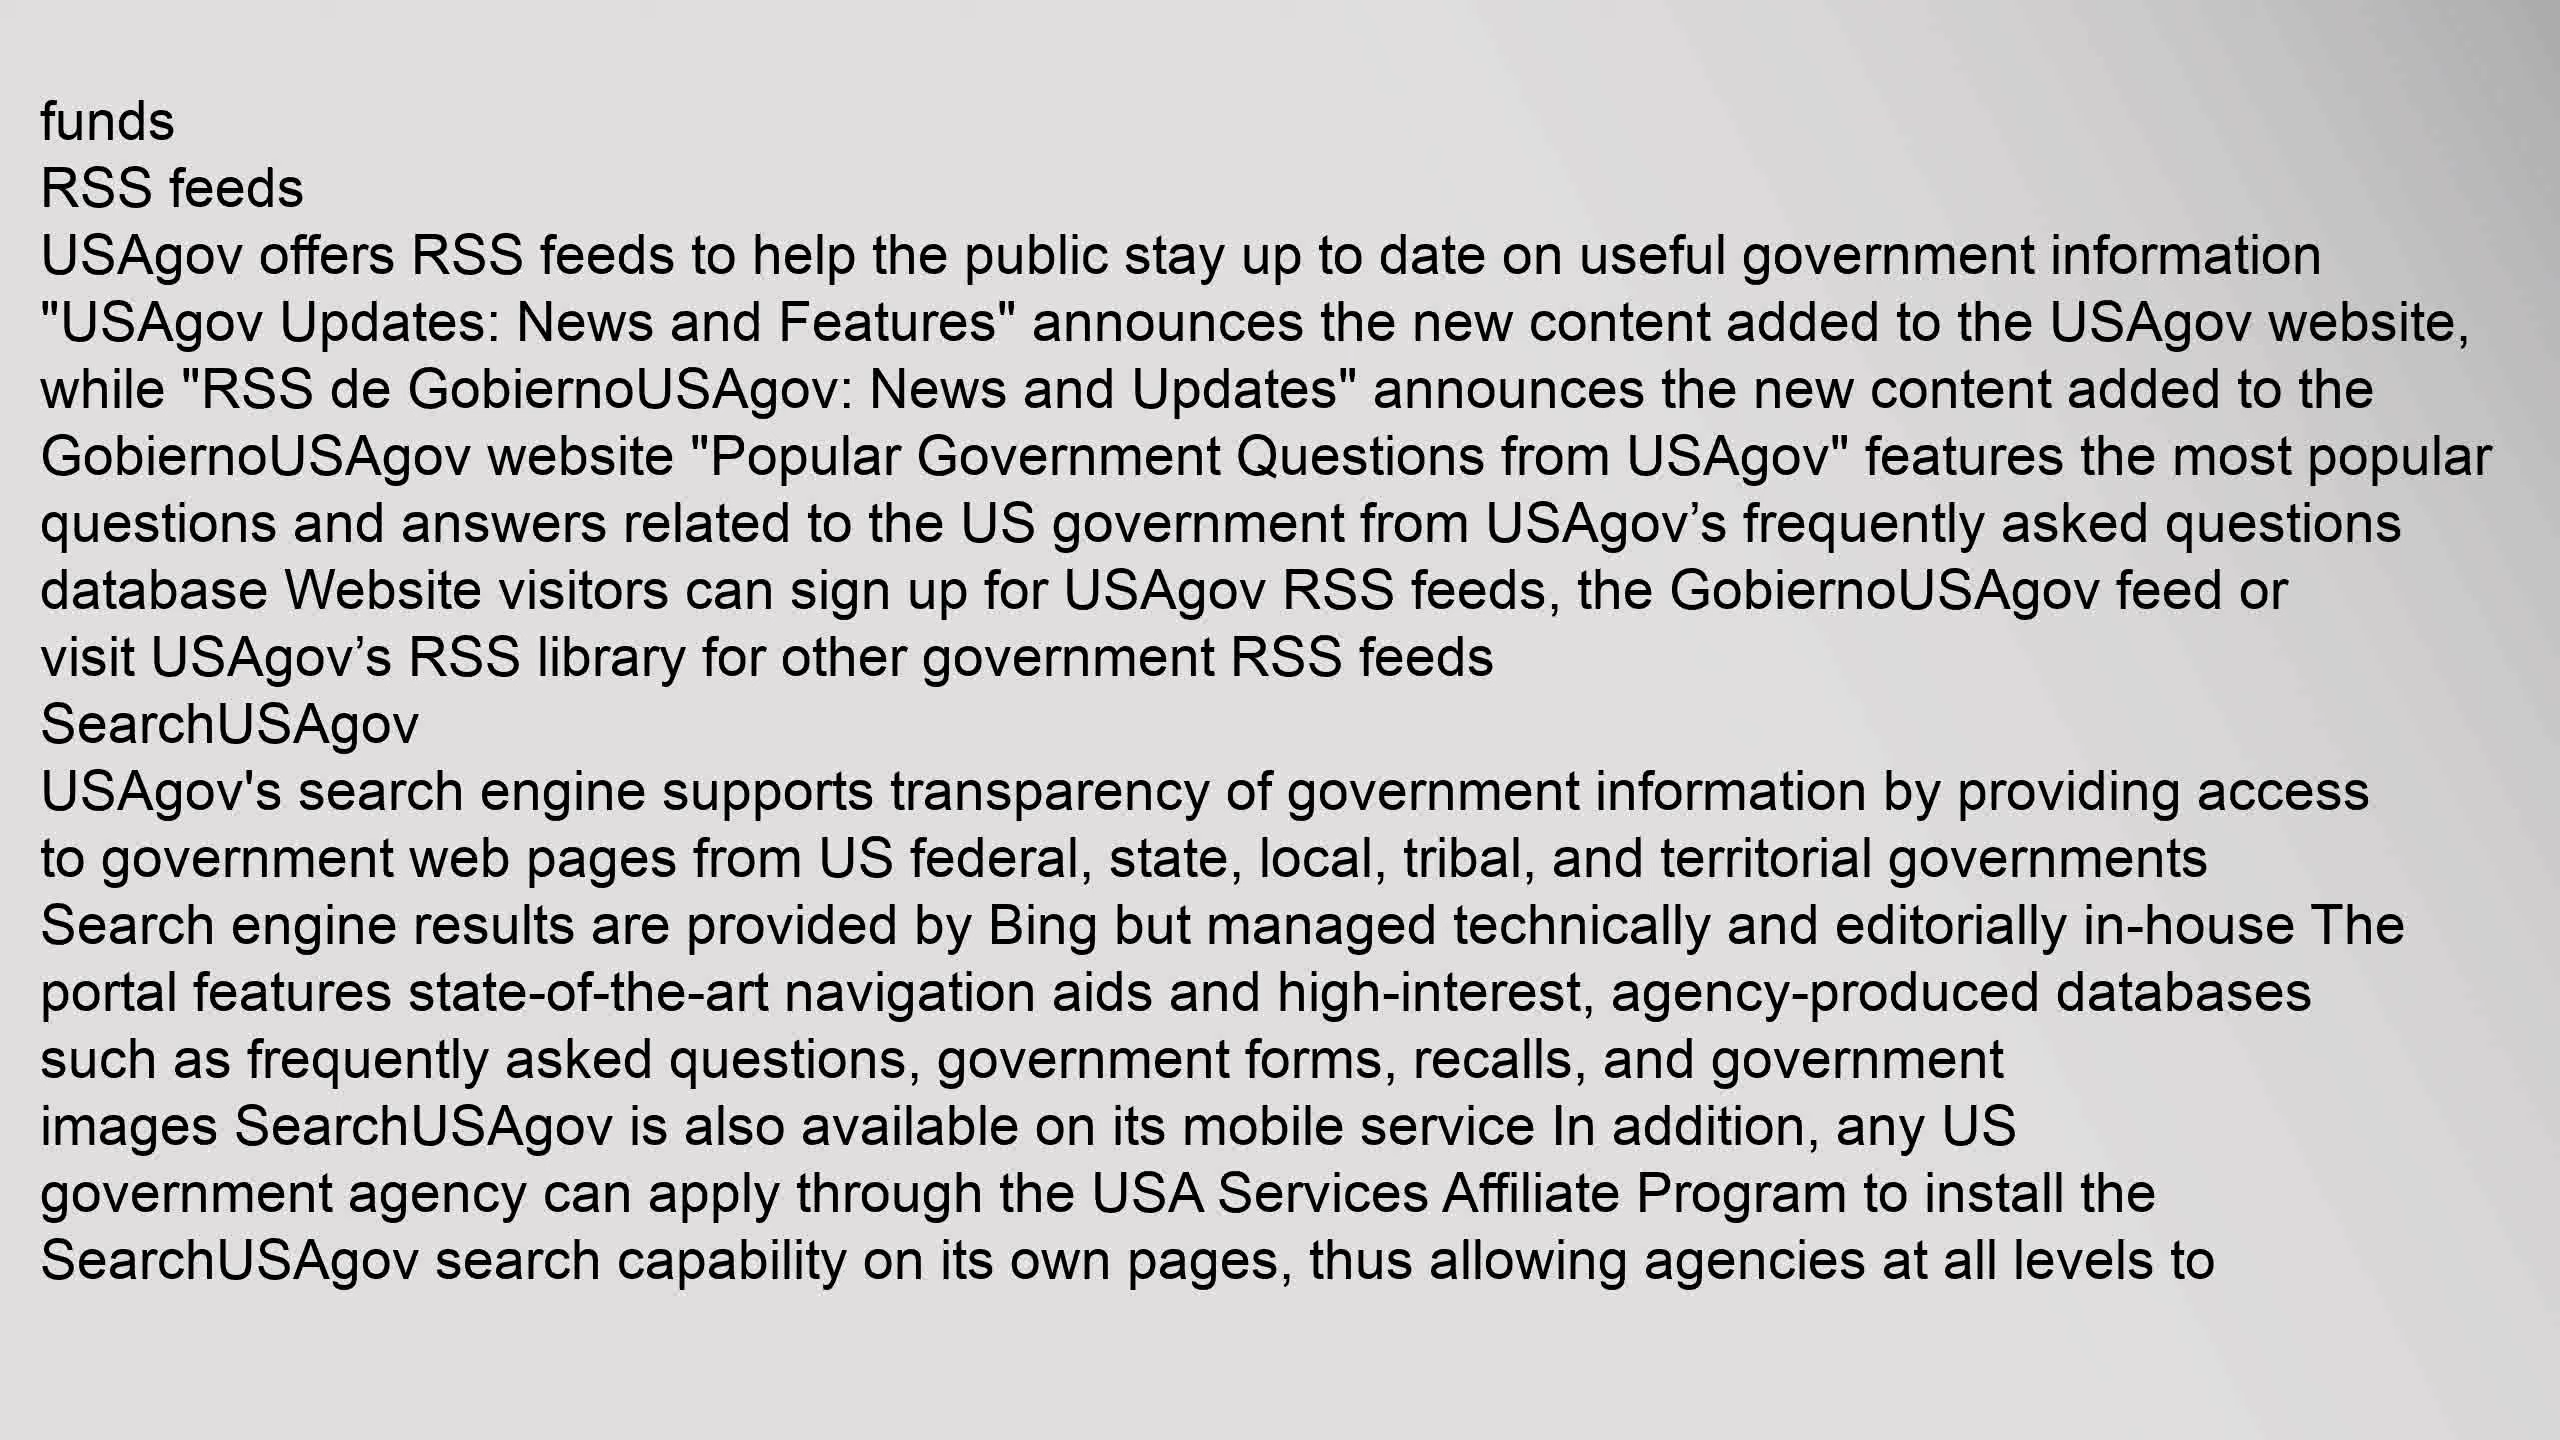 funds
RSS feeds
USAgov offers RSS feeds to help the public stay up to date on useful government information
"USAgov Updates: News and Features" announces the new content added to the USAgov website,
while "RSS de GobiernoUSAgov: News and Updates" announces the new content added to the
GobiernoUSAgov website "Popular Government Questions from USAgov" features the most popular
questions and answers related to the US government from USAgov’s frequently asked questions
database Website visitors can sign up for USAgov RSS feeds, the GobiernoUSAgov feed or
visit USAgov’s RSS library for other government RSS feeds
SearchUSAgov
USAgov's search engine supports transparency of government information by providing access
to government web pages from US federal, state, local, tribal, and territorial governments
Search engine results are provided by Bing but managed technically and editorially in-house The
portal features state-of-the-art navigation aids and high-interest, agency-produced databases
such as frequently asked questions, government forms, recalls, and government
images SearchUSAgov is also available on its mobile service In addition, any US
government agency can apply through the USA Services Affiliate Program to install the
SearchUSAgov search capability on its own pages, thus allowing agencies at all levels to